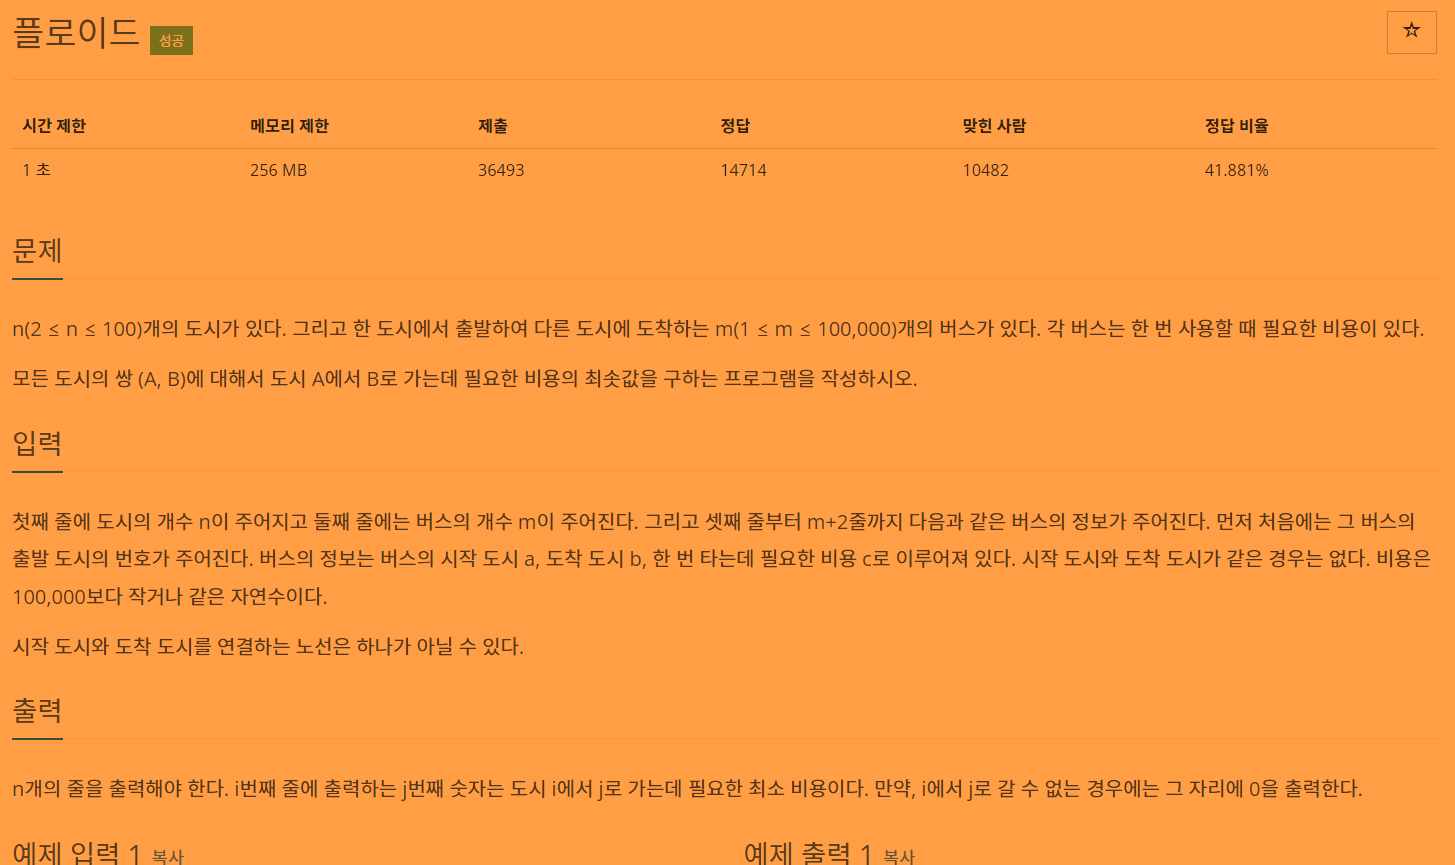 플로이드 성공
☆
시간 제한 메모리 제한 제출 정답 맞힌 사람 정답 비율
1 초 256 MB 36493 14714 10482 41.881%
문제
n(2 ≤ n ≤ 100)개의 도시가 있다. 그리고 한 도시에서 출발하여 다른 도시에 도착하는 m(1 ≤ m ≤ 100,000)개의 버스가 있다. 각 버스는 한 번 사용할 때 필요한 비용이 있다.
모든 도시의 쌍 (A, B)에 대해서 도시 A에서 B로 가는데 필요한 비용의 최솟값을 구하는 프로그램을 작성하시오.
입력
첫째 줄에 도시의 개수 n이 주어지고 둘째 줄에는 버스의 개수 m이 주어진다. 그리고 셋째 줄부터 m+2줄까지 다음과 같은 버스의 정보가 주어진다. 먼저 처음에는 그 버스의
출발 도시의 번호가 주어진다. 버스의 정보는 버스의 시작 도시 a, 도착 도시 b, 한 번 타는데 필요한 비용 c로 이루어져 있다. 시작 도시와 도착 도시가 같은 경우는 없다. 비용은
100,000보다 작거나 같은 자연수이다.
시작 도시와 도착 도시를 연결하는 노선은 하나가 아닐 수 있다.
출력
n개의 줄을 출력해야 한다. i번째 줄에 출력하는 j번째 숫자는 도시 i에서 j로 가는데 필요한 최소 비용이다. 만약, i에서 j로 갈 수 없는 경우에는 그 자리에 0을 출력한다.
예제 입력 1 복사 예제 출력 1 복사